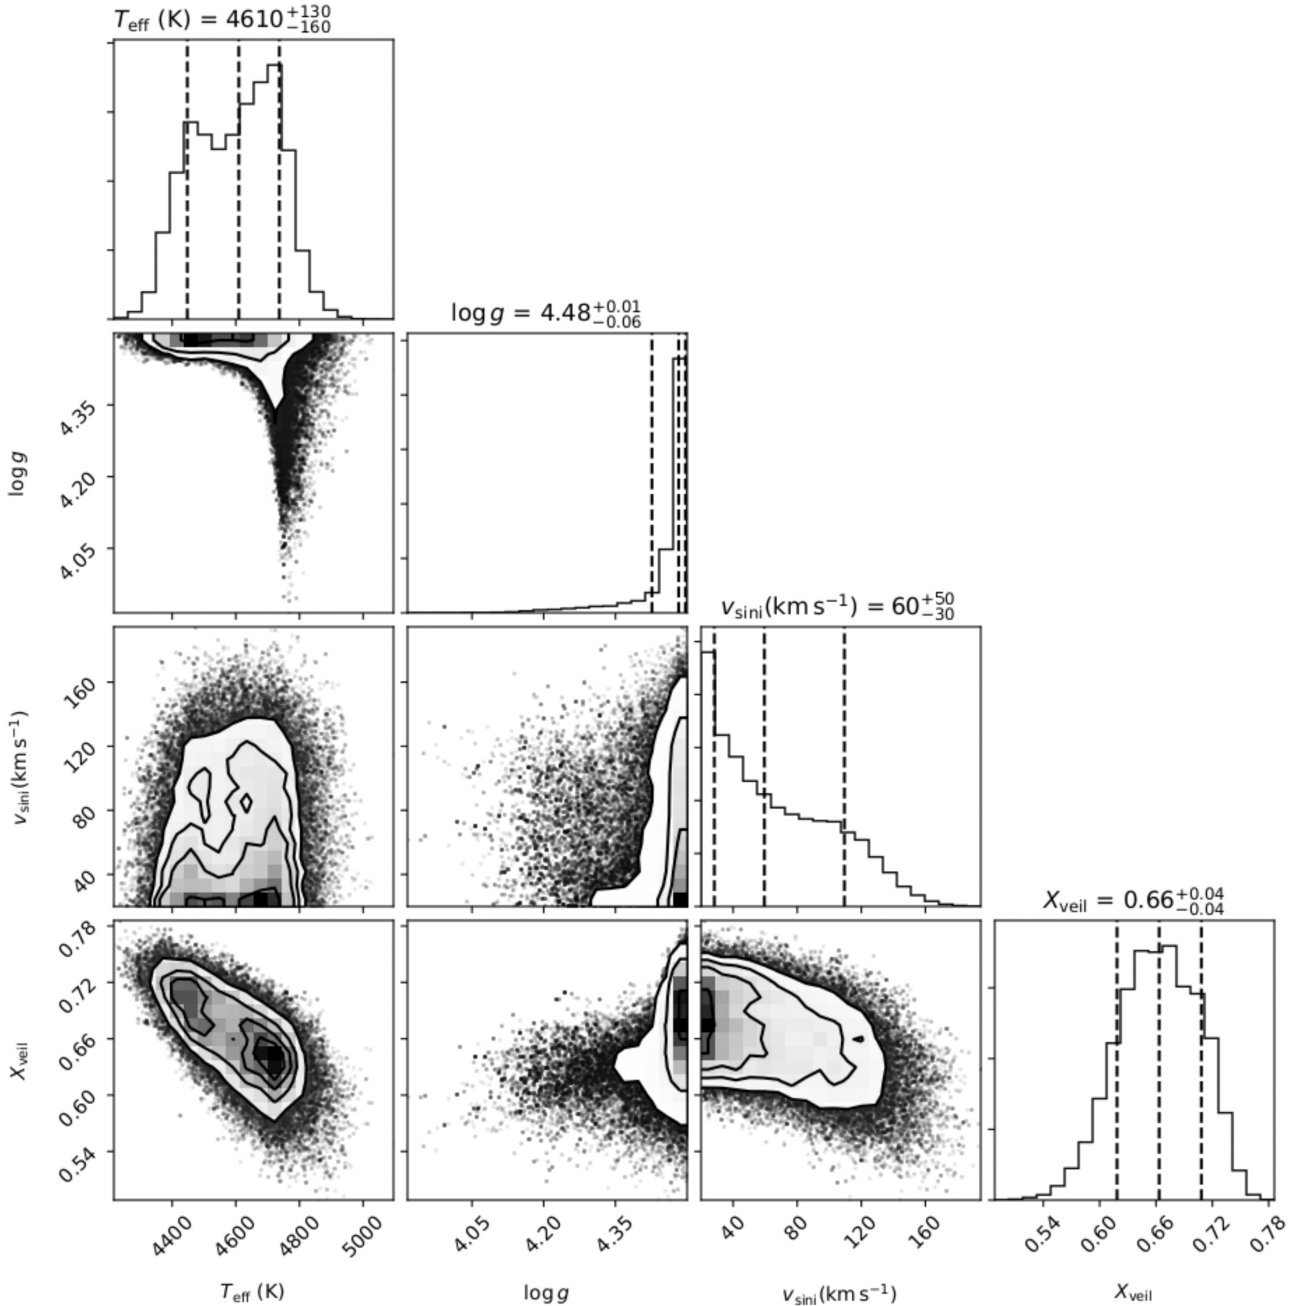 T_eff (K) = 4610 +130 −160
log g = 4.48 +0.01 −0.06
4.35
4.20
4.05
log g
v_sini(km s⁻¹) = 60 +50 −30
160
120
80
40
v_sini(km s⁻¹)
X_veil = 0.66 +0.04 −0.04
0.78
0.72
0.66
0.60
0.54
X_veil
4400 4600 4800 5000 4.05 4.20 4.35 40 80 120 160 0.54 0.60 0.66 0.72 0.78
T_eff (K) log g v_sini(km s⁻¹) X_veil